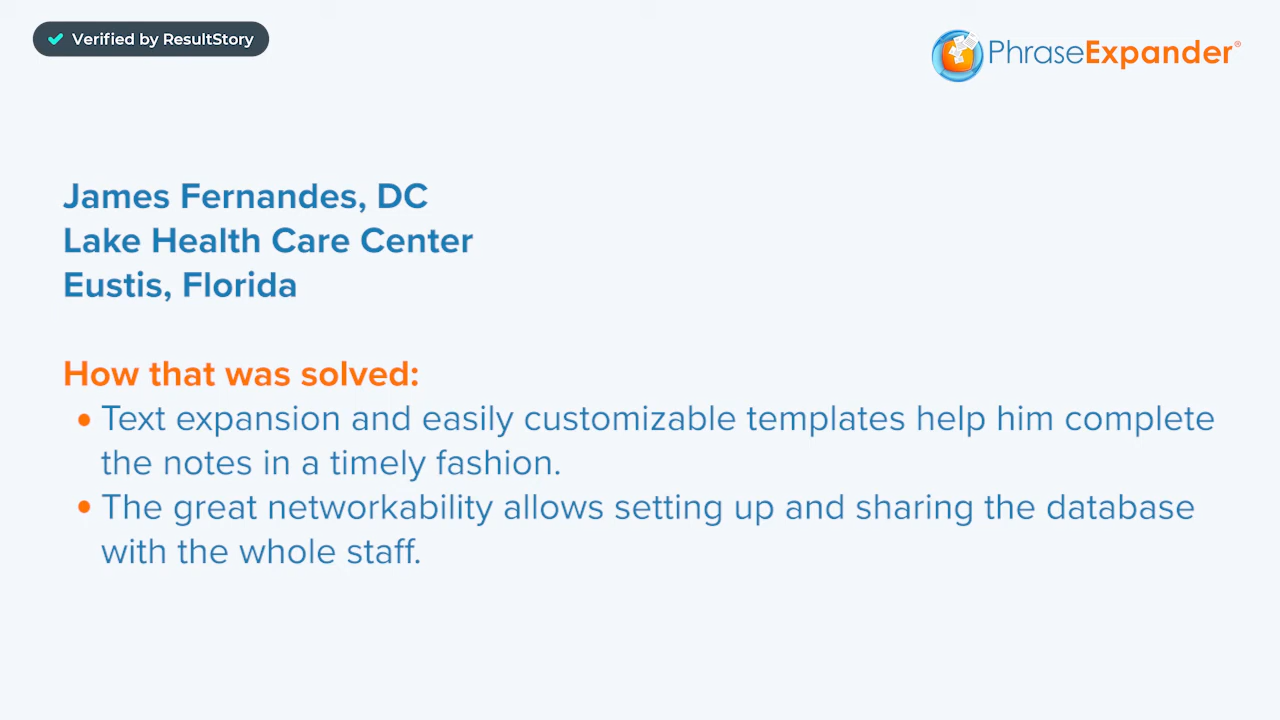 Verified by ResultStory
PhraseExpander®
James Fernandes, DC
Lake Health Care Center
Eustis, Florida
How that was solved:
• Text expansion and easily customizable templates help him complete
the notes in a timely fashion.
• The great networkability allows setting up and sharing the database
with the whole staff.